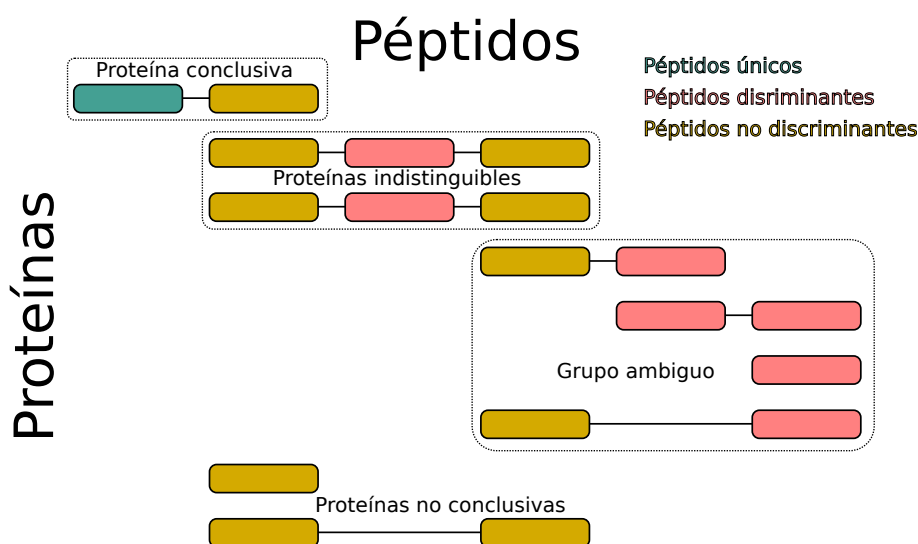 Péptidos
Proteína conclusiva
Péptidos únicos
Péptidos disriminantes
Péptidos no discriminantes
Proteínas indistinguibles
Proteínas
Grupo ambiguo
Proteínas no conclusivas